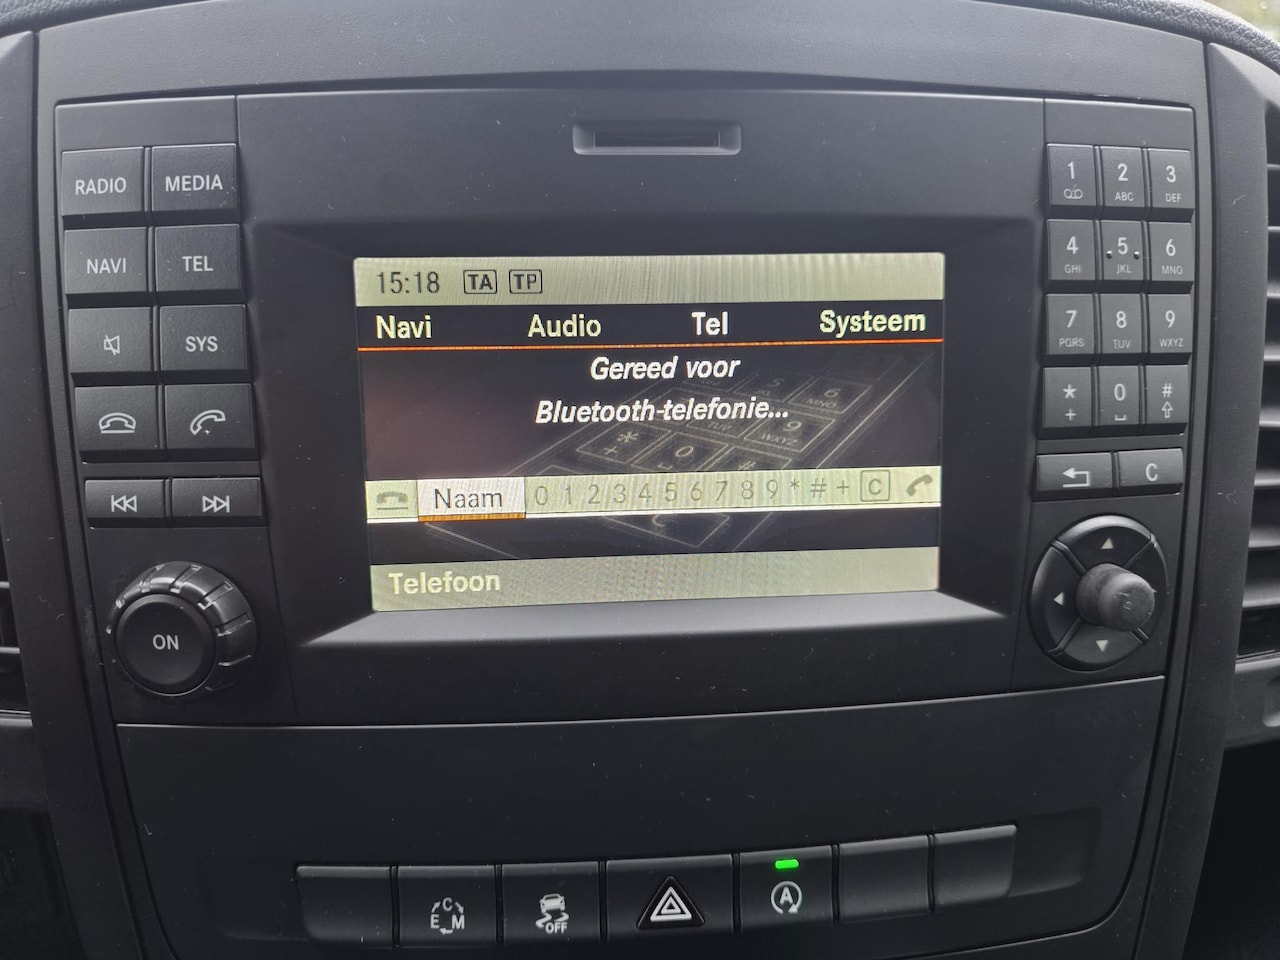 RADIO MEDIA
NAVI TEL
SYS
ON
15:18 TA TP
Navi Audio Tel Systeem
Gereed voor
Bluetooth-telefonie...
Naam 0 1 2 3 4 5 6 7 8 9 * # + C
Telefoon
1 2 ABC 3 DEF
4 GHI 5 JKL 6 MNO
7 PQRS 8 TUV 9 WXYZ
* + 0 #
C
C E M
OFF
A